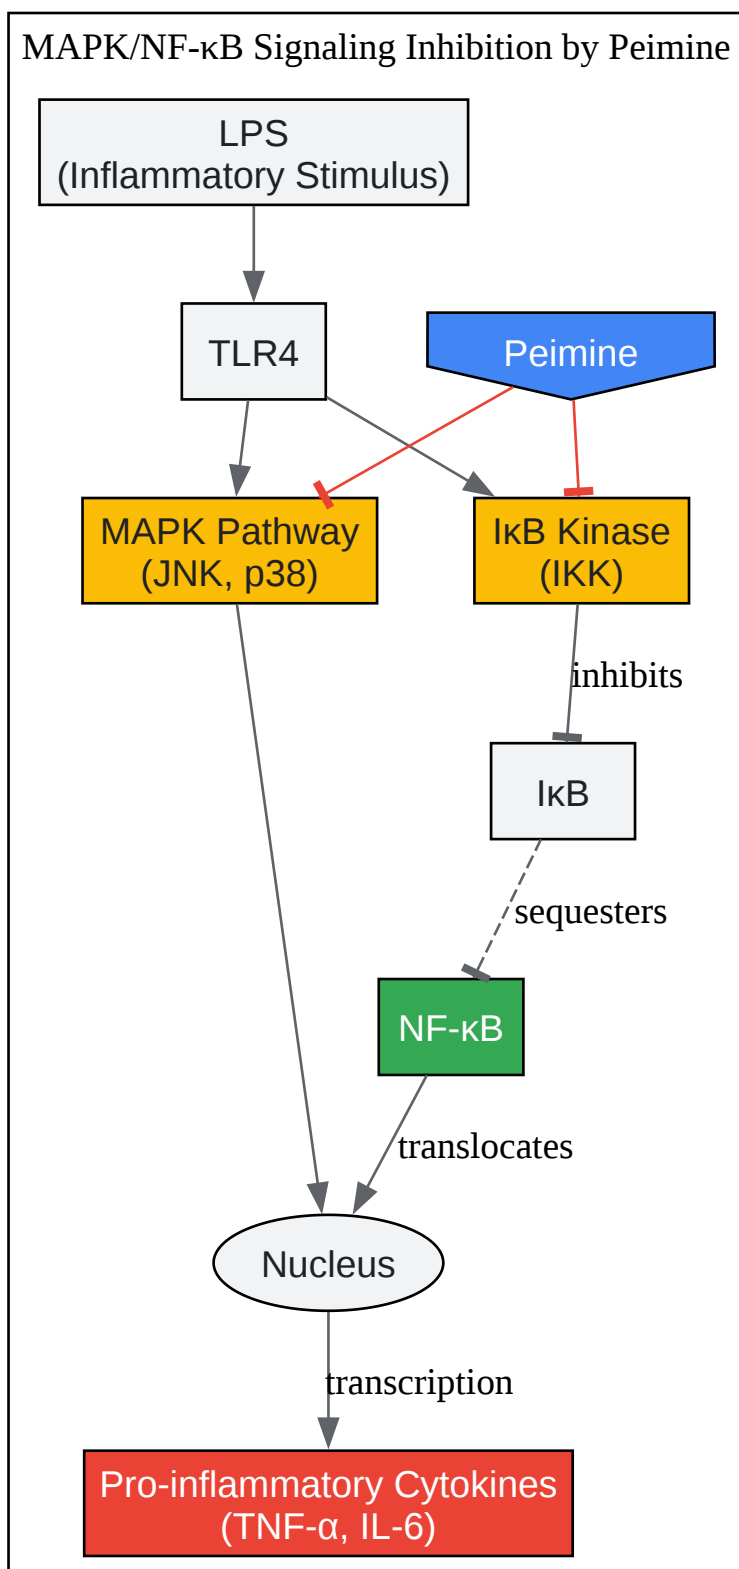 MAPK/NF-κB Signaling Inhibition by Peimine
LPS
(Inflammatory Stimulus)
TLR4
Peimine
MAPK Pathway
(JNK, p38)
IκB Kinase
(IKK)
inhibits
IκB
sequesters
NF-κB
translocates
Nucleus
transcription
Pro-inflammatory Cytokines
(TNF-α, IL-6)